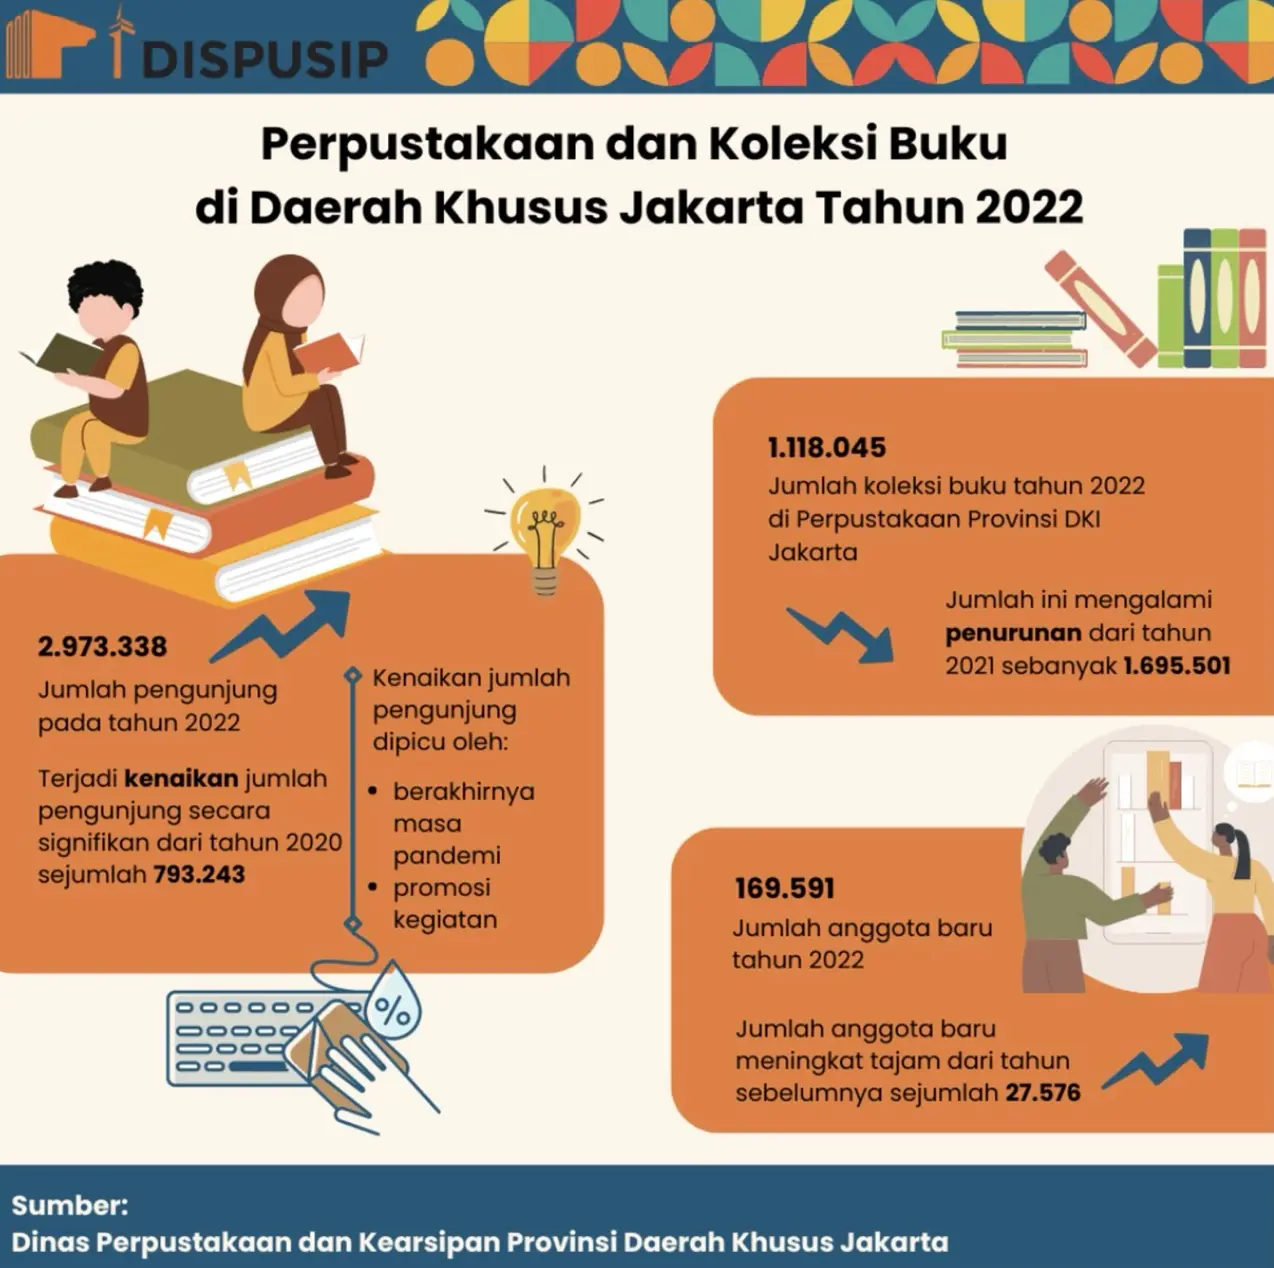 DISPUSIP
Perpustakaan dan Koleksi Buku
di Daerah Khusus Jakarta Tahun 2022
2.973.338
Jumlah pengunjung
pada tahun 2022
Terjadi kenaikan jumlah
pengunjung secara
signifikan dari tahun 2020
sejumlah 793.243
Kenaikan jumlah
pengunjung
dipicu oleh:
• berakhirnya
masa
pandemi
• promosi
kegiatan
%
1.118.045
Jumlah koleksi buku tahun 2022
di Perpustakaan Provinsi DKI
Jakarta
Jumlah ini mengalami
penurunan dari tahun
2021 sebanyak 1.695.501
169.591
Jumlah anggota baru
tahun 2022
Jumlah anggota baru
meningkat tajam dari tahun
sebelumnya sejumlah 27.576
Sumber:
Dinas Perpustakaan dan Kearsipan Provinsi Daerah Khusus Jakarta